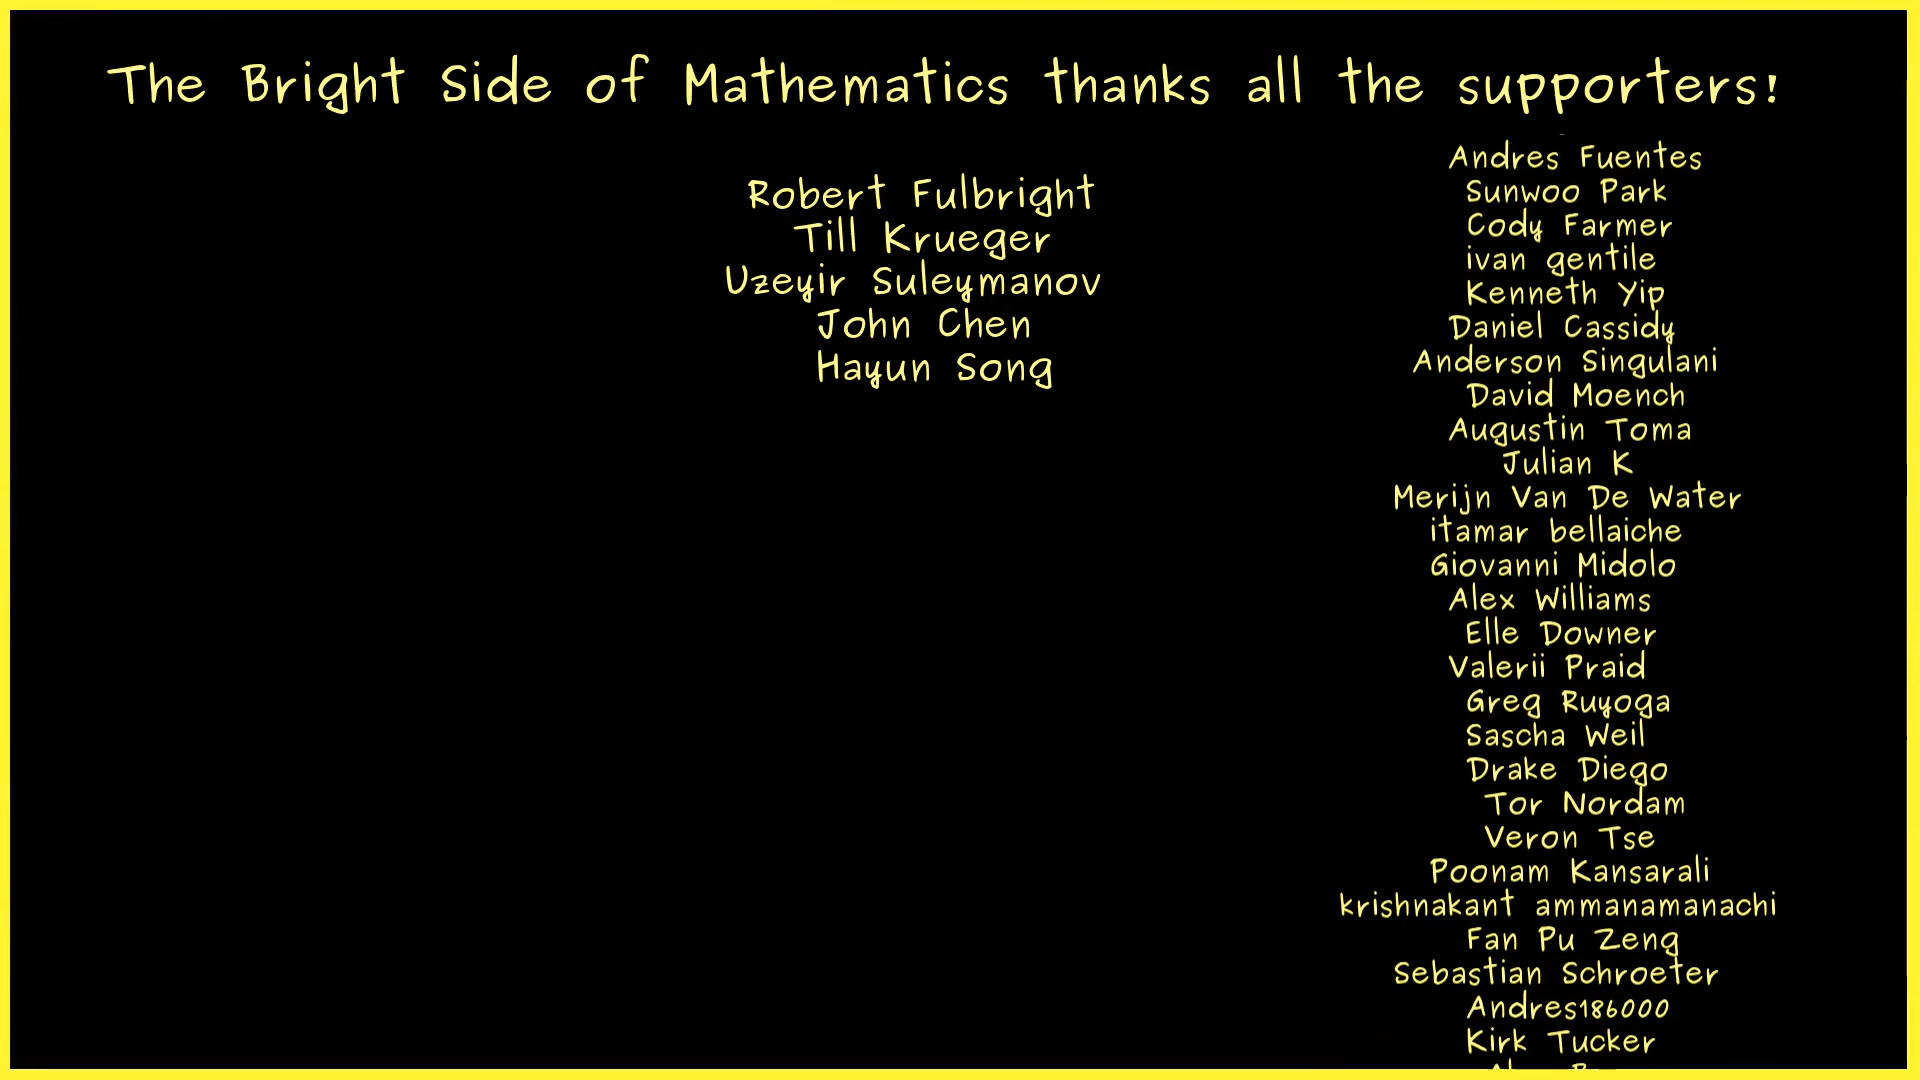 The Bright Side of Mathematics thanks all the supporters!
Robert Fulbright
Till Krueger
Uzeyir Suleymanov
John Chen
Hayun Song
Andres Fuentes
Sunwoo Park
Cody Farmer
ivan gentile
Kenneth Yip
Daniel Cassidy
Anderson Singulani
David Moench
Augustin Toma
Julian K
Merijn Van De Water
itamar bellaiche
Giovanni Midolo
Alex Williams
Elle Downer
Valerii Praid
Greg Ruyoga
Sascha Weil
Drake Diego
Tor Nordam
Veron Tse
Poonam Kansarali
krishnakant ammanamanachi
Fan Pu Zeng
Sebastian Schroeter
Andres186000
Kirk Tucker